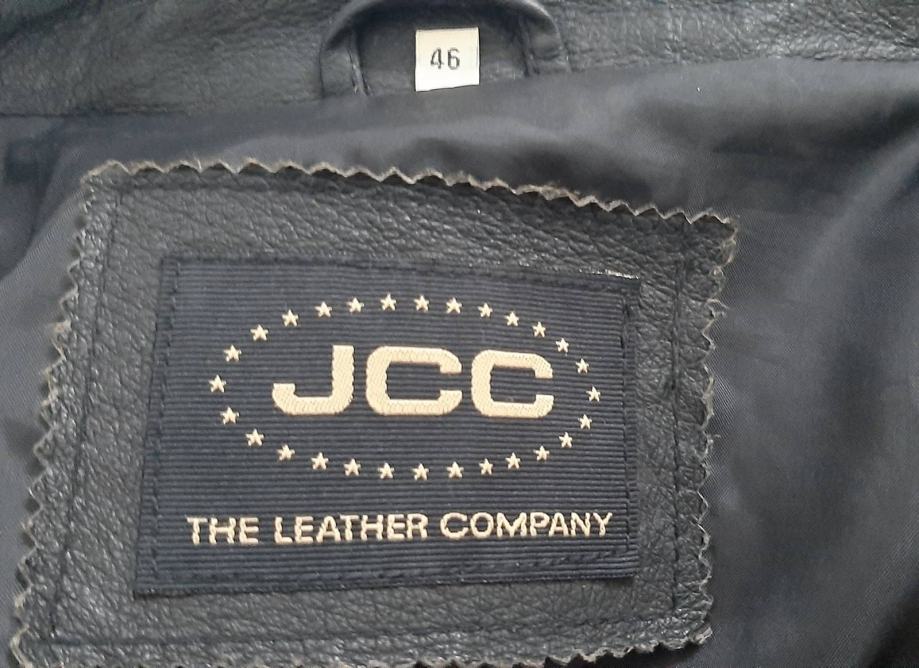 46
JCC
THE LEATHER COMPANY